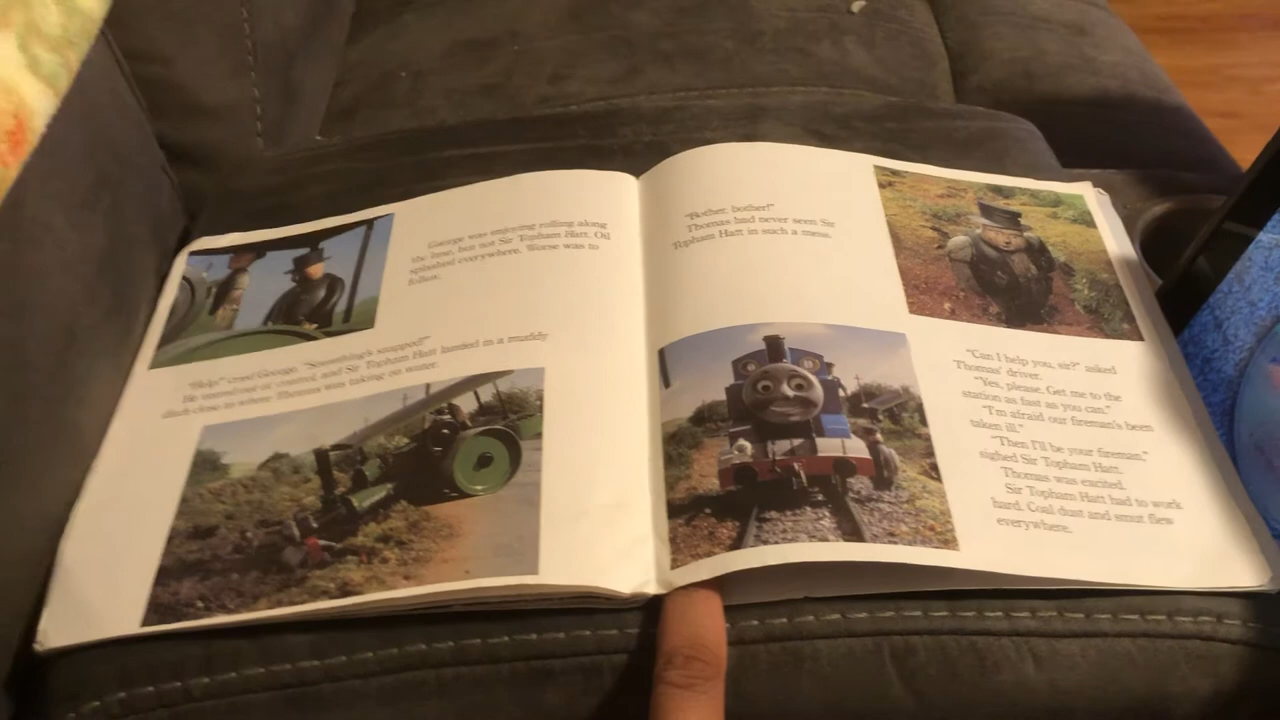 George was enjoying rolling along
the lane, but not Sir Topham Hatt. Oil
splashed everywhere. Worse was to
follow.
"Help!" cried George. "Something's snapped!"
He careered out of control, and Sir Topham Hatt landed in a muddy
ditch close to where Thomas was taking on water.
"Bother, bother!"
Thomas had never seen Sir
Topham Hatt in such a mess.
"Can I help you, sir?" asked
Thomas' driver.
"Yes, please. Get me to the
station as fast as you can."
"I'm afraid our fireman's been
taken ill."
"Then I'll be your fireman,"
sighed Sir Topham Hatt.
Thomas was excited.
Sir Topham Hatt had to work
hard. Coal dust and smut flew
everywhere.